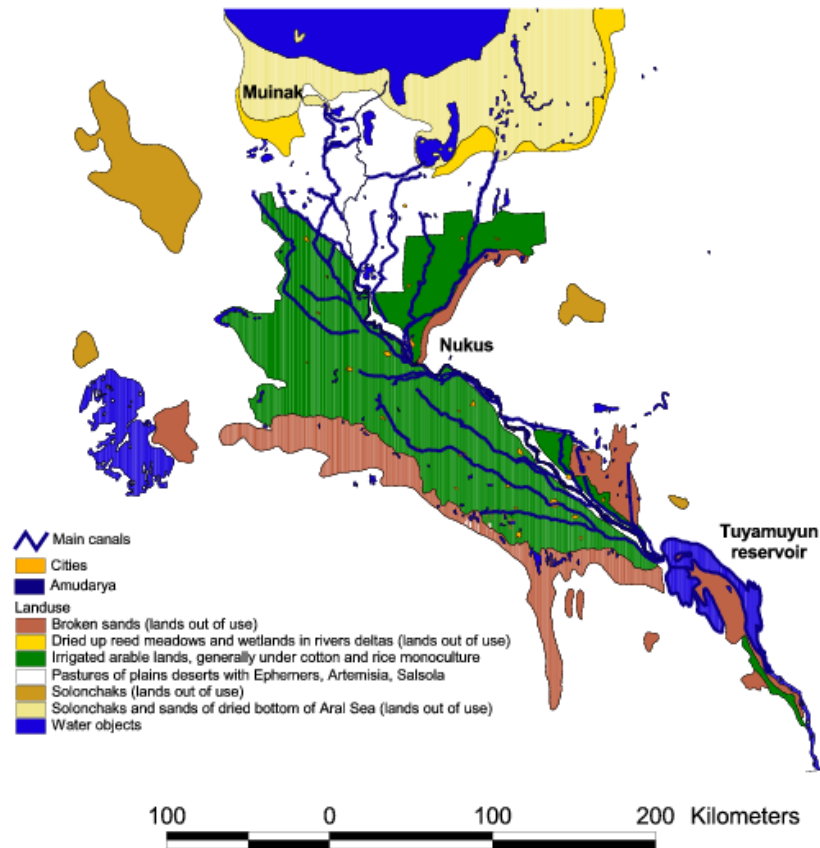 Muinak
Nukus
Tuyamuyun
reservoir
Main canals
Cities
Amudarya
Landuse
Broken sands (lands out of use)
Dried up reed meadows and wetlands in rivers deltas (lands out of use)
Irrigated arable lands, generally under cotton and rice monoculture
Pastures of plains deserts with Ephemers, Artemisia, Salsola
Solonchaks (lands out of use)
Solonchaks and sands of dried bottom of Aral Sea (lands out of use)
Water objects
100 0 100 200 Kilometers